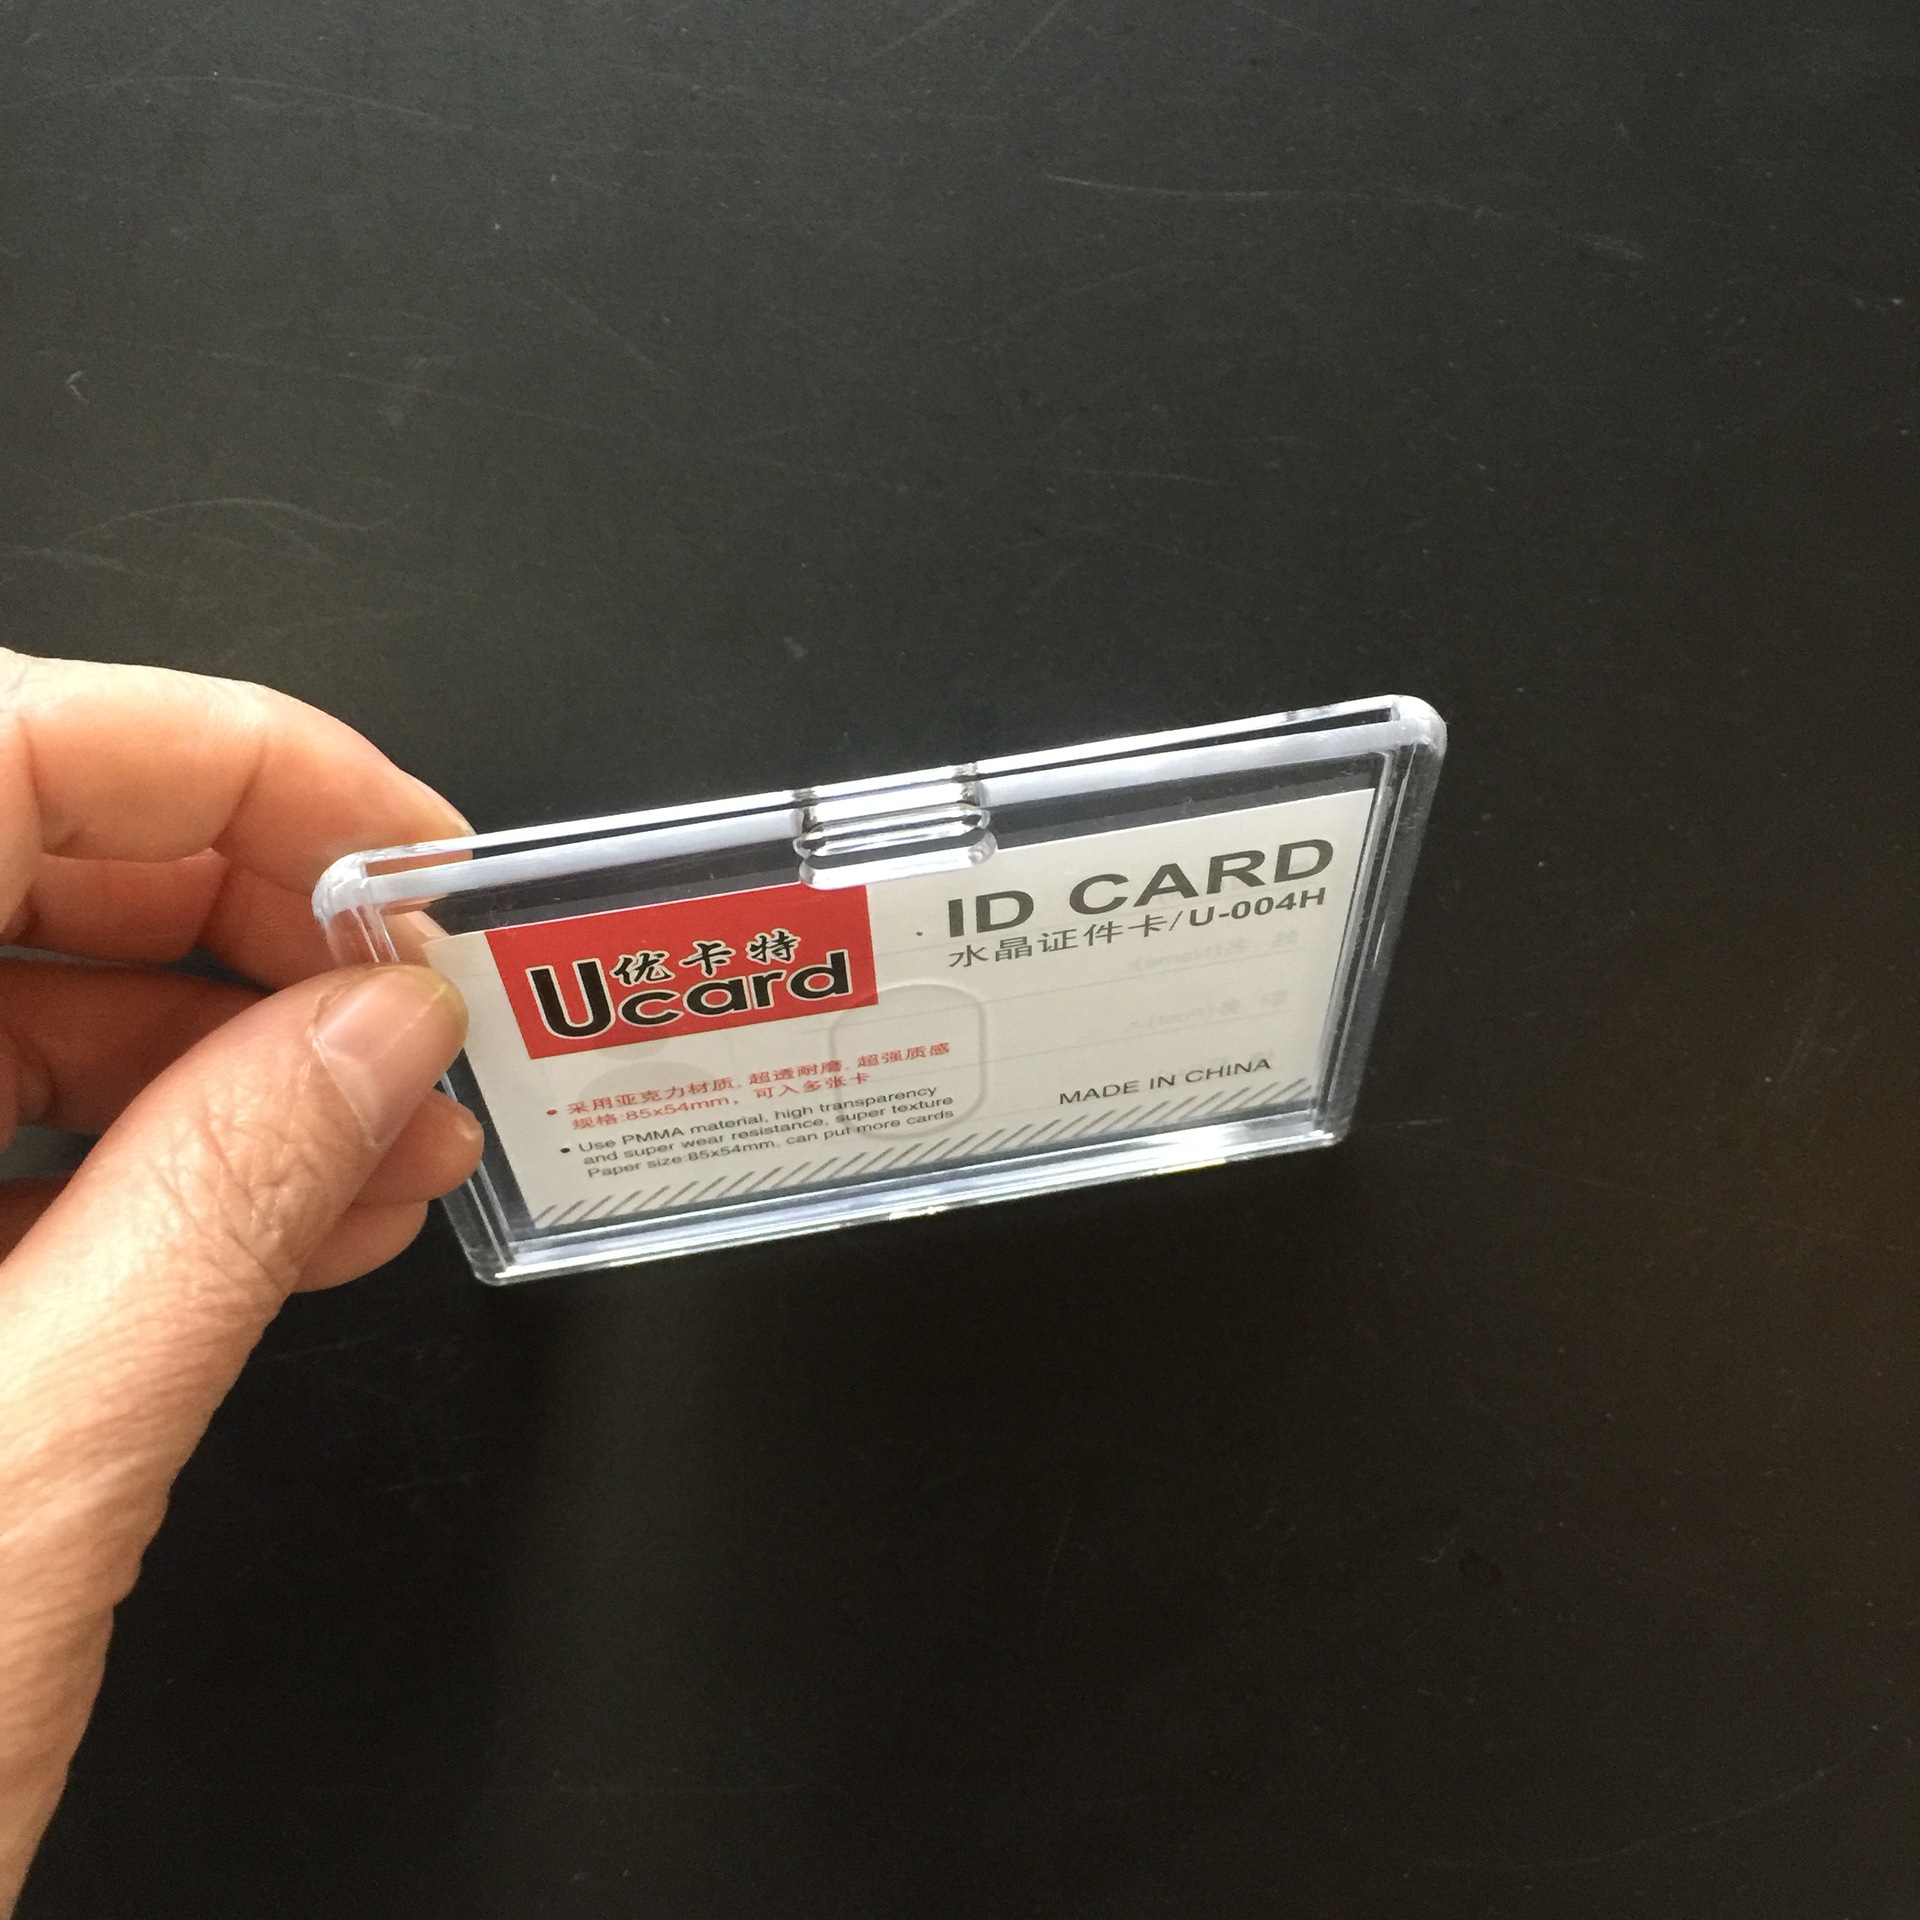 优卡特
Ucard
ID CARD
水晶证件卡/U-004H
• 采用亚克力材质, 超透耐磨, 超强质感
规格:85x54mm, 可入多张卡
• Use PMMA material, high transparency
and super wear resistance, super texture
Paper size:85x54mm, can put more cards
MADE IN CHINA